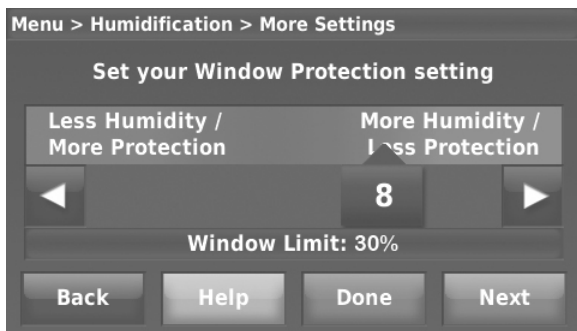 Menu > Humidification > More Settings
Set your Window Protection setting
Less Humidity / More Humidity /
More Protection Less Protection
8
Window Limit: 30%
Back Help Done Next